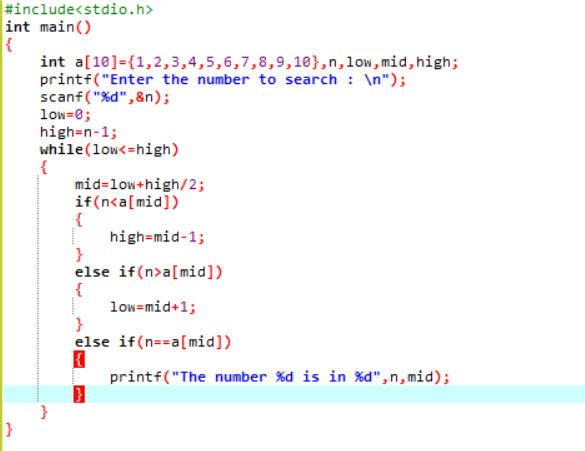 #include<stdio.h>
int main()
{
    int a[10]={1,2,3,4,5,6,7,8,9,10},n,low,mid,high;
    printf("Enter the number to search : \n");
    scanf("%d",&n);
    low=0;
    high=n-1;
    while(low<=high)
    {
        mid=low+high/2;
        if(n<a[mid])
        {
            high=mid-1;
        }
        else if(n>a[mid])
        {
            low=mid+1;
        }
        else if(n==a[mid])
        {
            printf("The number %d is in %d",n,mid);
        }
    }
}